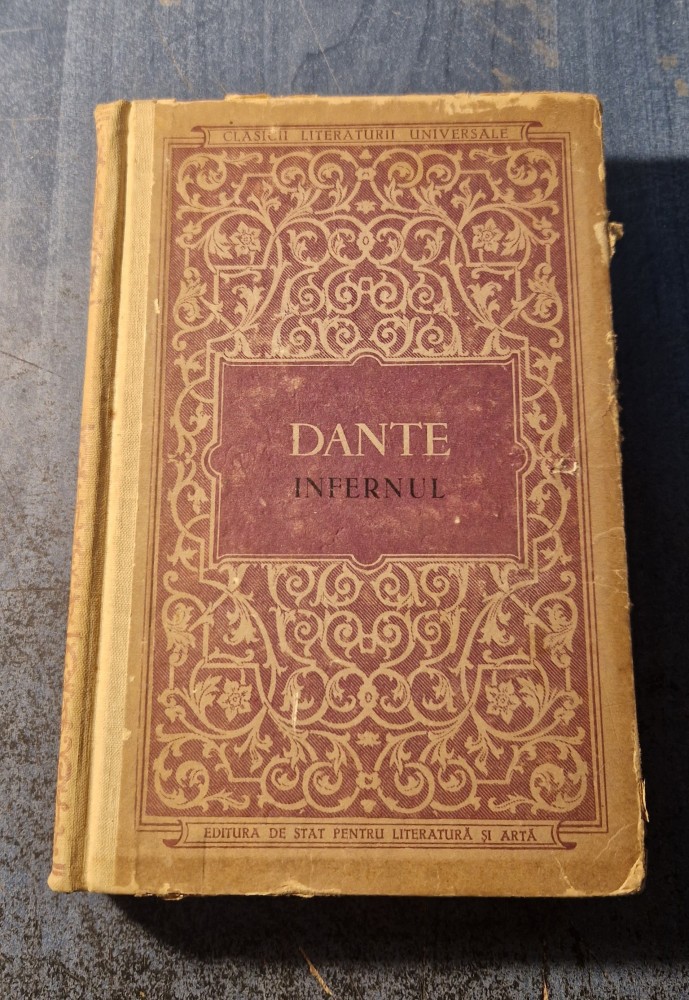 CLASICII LITERATURII UNIVERSALE
DANTE
INFERNUL
EDITURA DE STAT PENTRU LITERATURĂ ȘI ARTĂ